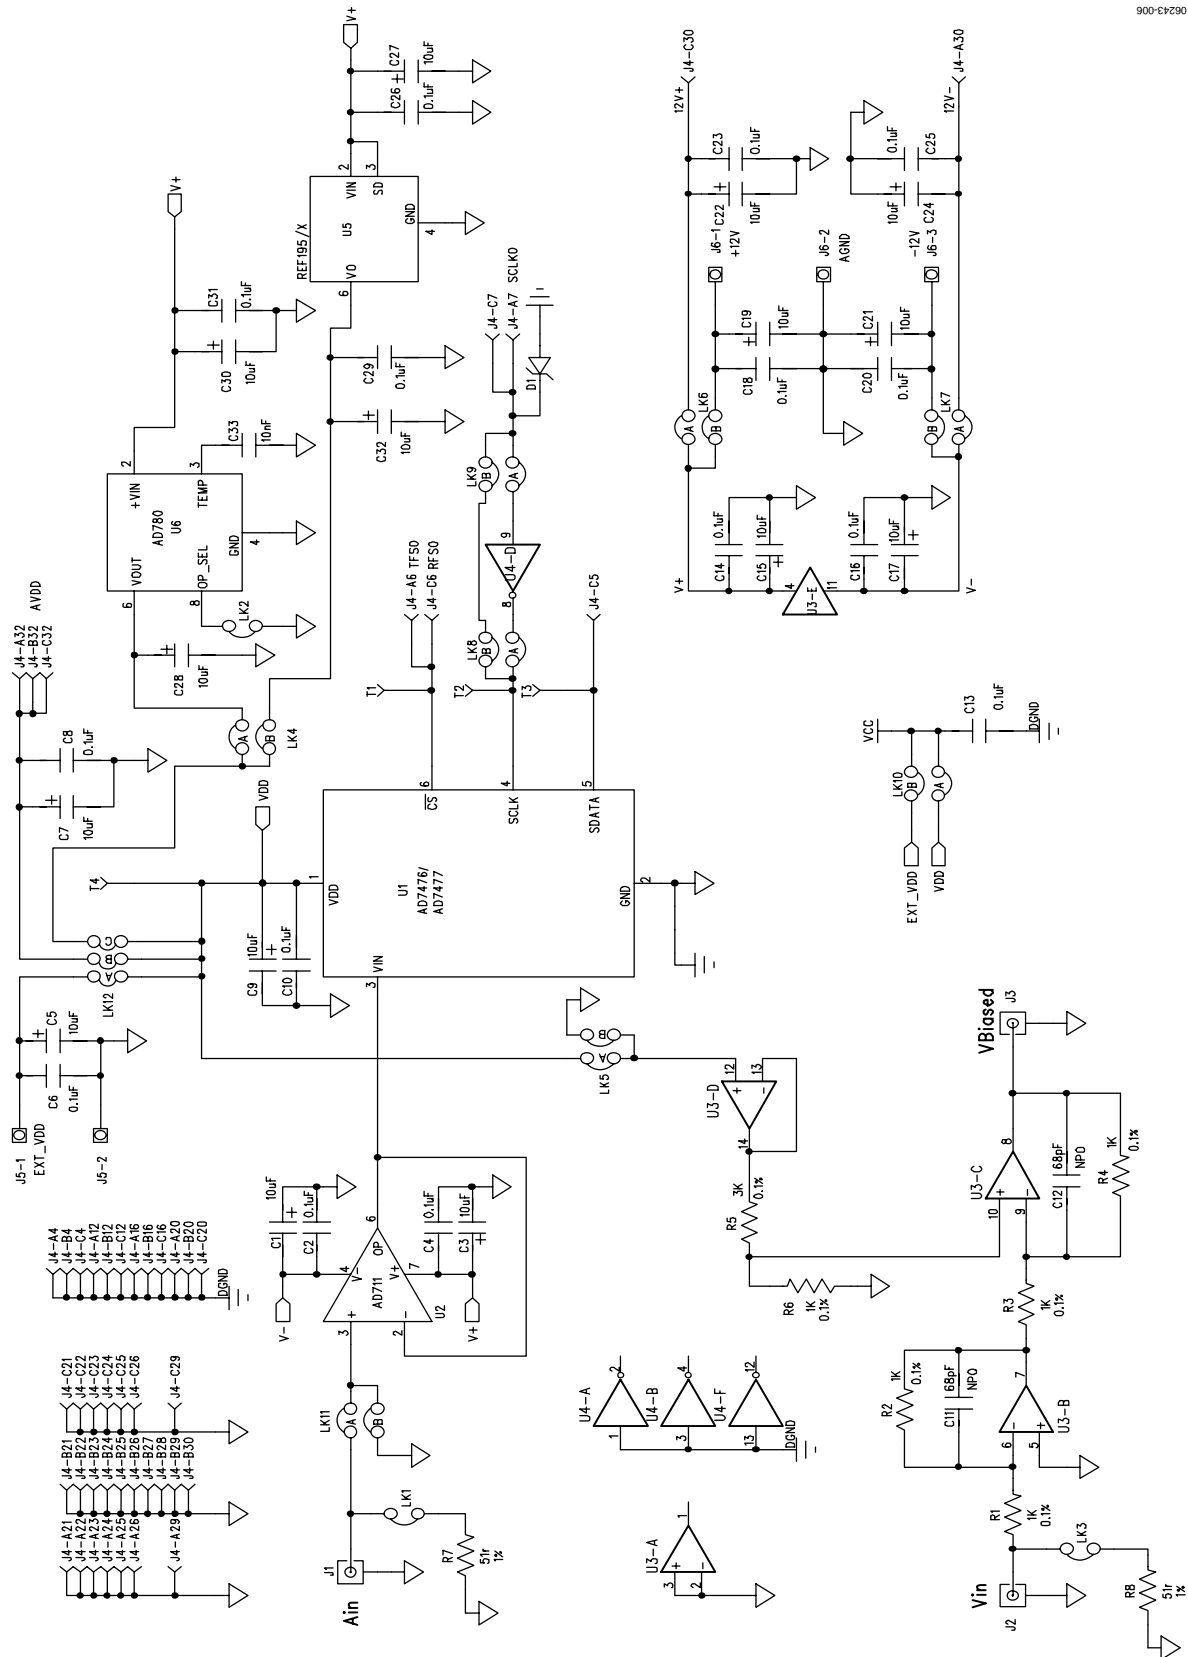 06243-006
V+
C27
10uF
C26
0.1uF
V+
VIN
2
SD
3
U5
GND
4
VO
6
REF195/X
C31
0.1uF
C30
10uF
C29
0.1uF
C32
10uF
+VIN
2
TEMP
3
C33
10nF
AD780
U6
GND
4
VOUT
6
OP_SEL
8
LK2
C28
10uF
J4-A32
J4-B32
J4-C32
AVDD
C8
0.1uF
C7
10uF
A
B
LK4
VDD
T4
C
B
A
LK12
C5
10uF
C6
0.1uF
J5-1
EXT_VDD
J5-2
C9
10uF
C10
0.1uF
VDD
1
VIN
3
U1
AD7476/
AD7477
GND
2
CS
6
SCLK
4
SDATA
5
T1
T2
T3
J4-A6 TFS0
J4-C6 RFS0
J4-C5
LK8
B
A
8
U4-D
9
LK9
B
A
J4-C7
J4-A7 SCLK0
D1
LK5
A
B
U3-D
12
13
14
R5
3K
0.1%
R6
1K
0.1%
J4-A4
J4-B4
J4-C4
J4-A12
J4-B12
J4-C12
J4-A16
J4-B16
J4-C16
J4-A20
J4-B20
J4-C20
DGND
J4-C21
J4-C22
J4-C23
J4-C24
J4-C25
J4-C26
J4-C29
J4-B21
J4-B22
J4-B23
J4-B24
J4-B25
J4-B26
J4-B27
J4-B28
J4-B29
J4-B30
J4-A21
J4-A22
J4-A23
J4-A24
J4-A25
J4-A26
J4-A29
C1
10uF
C2
0.1uF
C4
0.1uF
C3
10uF
V-
V+
V-
4
V+
7
OP
6
AD711
U2
3
2
LK11
A
B
LK1
J1
Ain
R7
51r
1%
U4-A
1
2
U4-B
3
4
U4-F
13
12
DGND
U3-A
3
2
1
Vin
J2
LK3
R8
51r
1%
R1
1K
0.1%
R2
1K
0.1%
C11
68pF
NPO
U3-B
6
5
7
R3
1K
0.1%
U3-C
10
9
8
C12
68pF
NPO
R4
1K
0.1%
VBiased
J3
EXT_VDD
VDD
LK10
B
A
VCC
C13
0.1uF
DGND
12V+
J4-C30
12V-
J4-A30
C23
0.1uF
C22
10uF
C25
0.1uF
C24
10uF
J6-1
+12V
J6-2
AGND
J6-3
-12V
C19
10uF
C18
0.1uF
C21
10uF
C20
0.1uF
LK6
A
B
LK7
B
A
C14
0.1uF
C15
10uF
C16
0.1uF
C17
10uF
V+
V-
4
U3-E
11